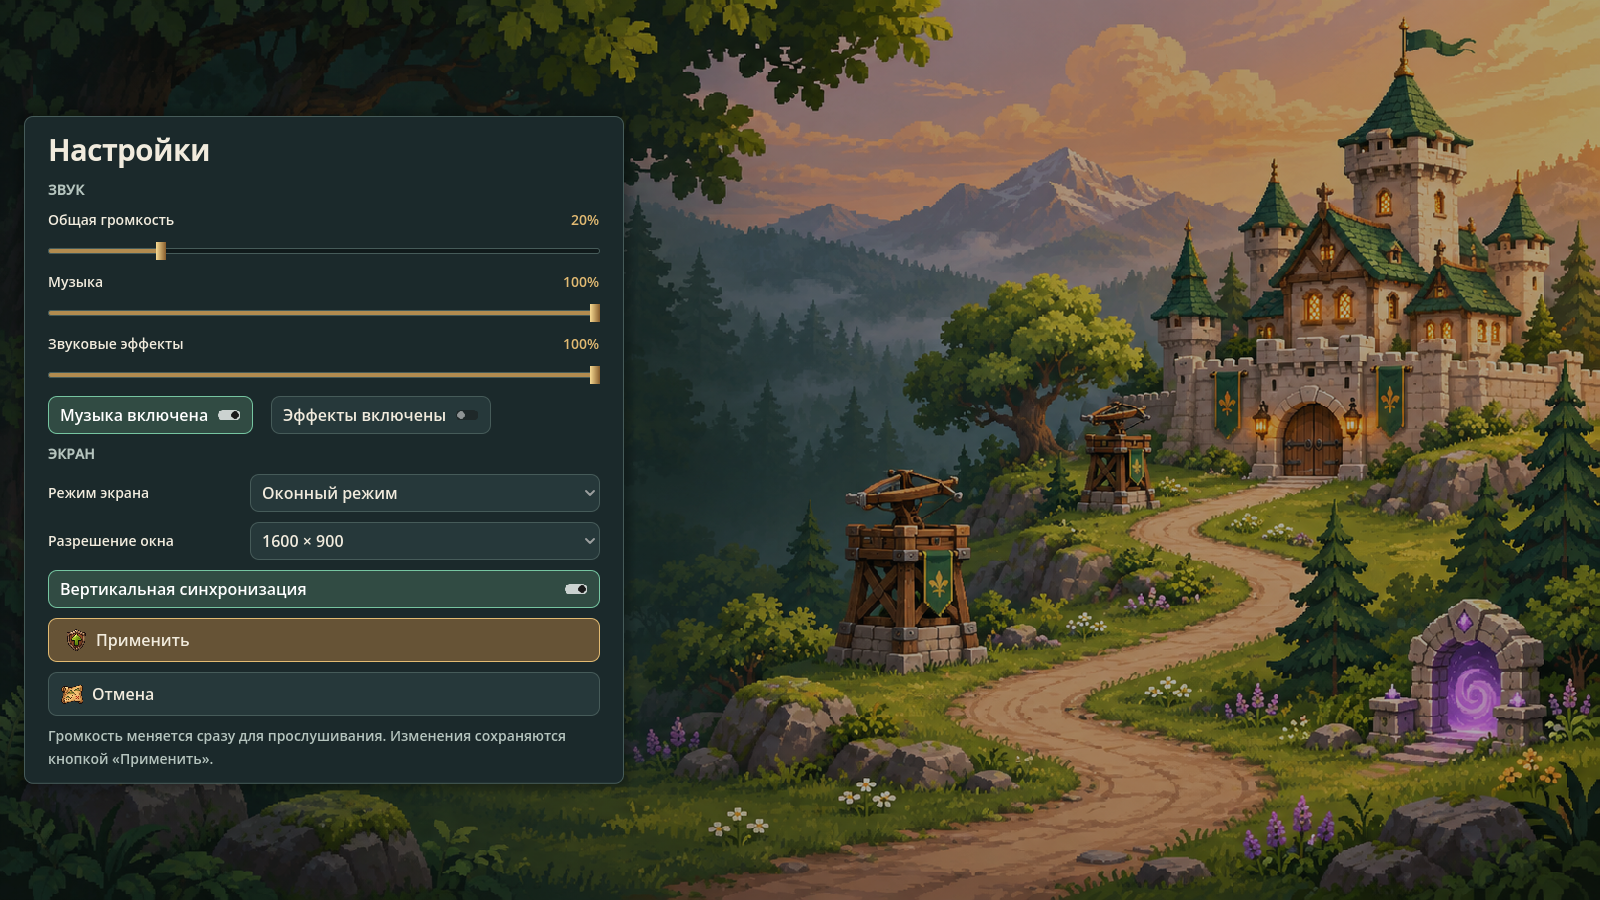 Настройки
ЗВУК
Общая громкость 20%
Музыка 100%
Звуковые эффекты 100%
Музыка включена Эффекты включены
ЭКРАН
Режим экрана Оконный режим
Разрешение окна 1600 × 900
Вертикальная синхронизация
Применить
Отмена
Громкость меняется сразу для прослушивания. Изменения сохраняются
кнопкой «Применить».